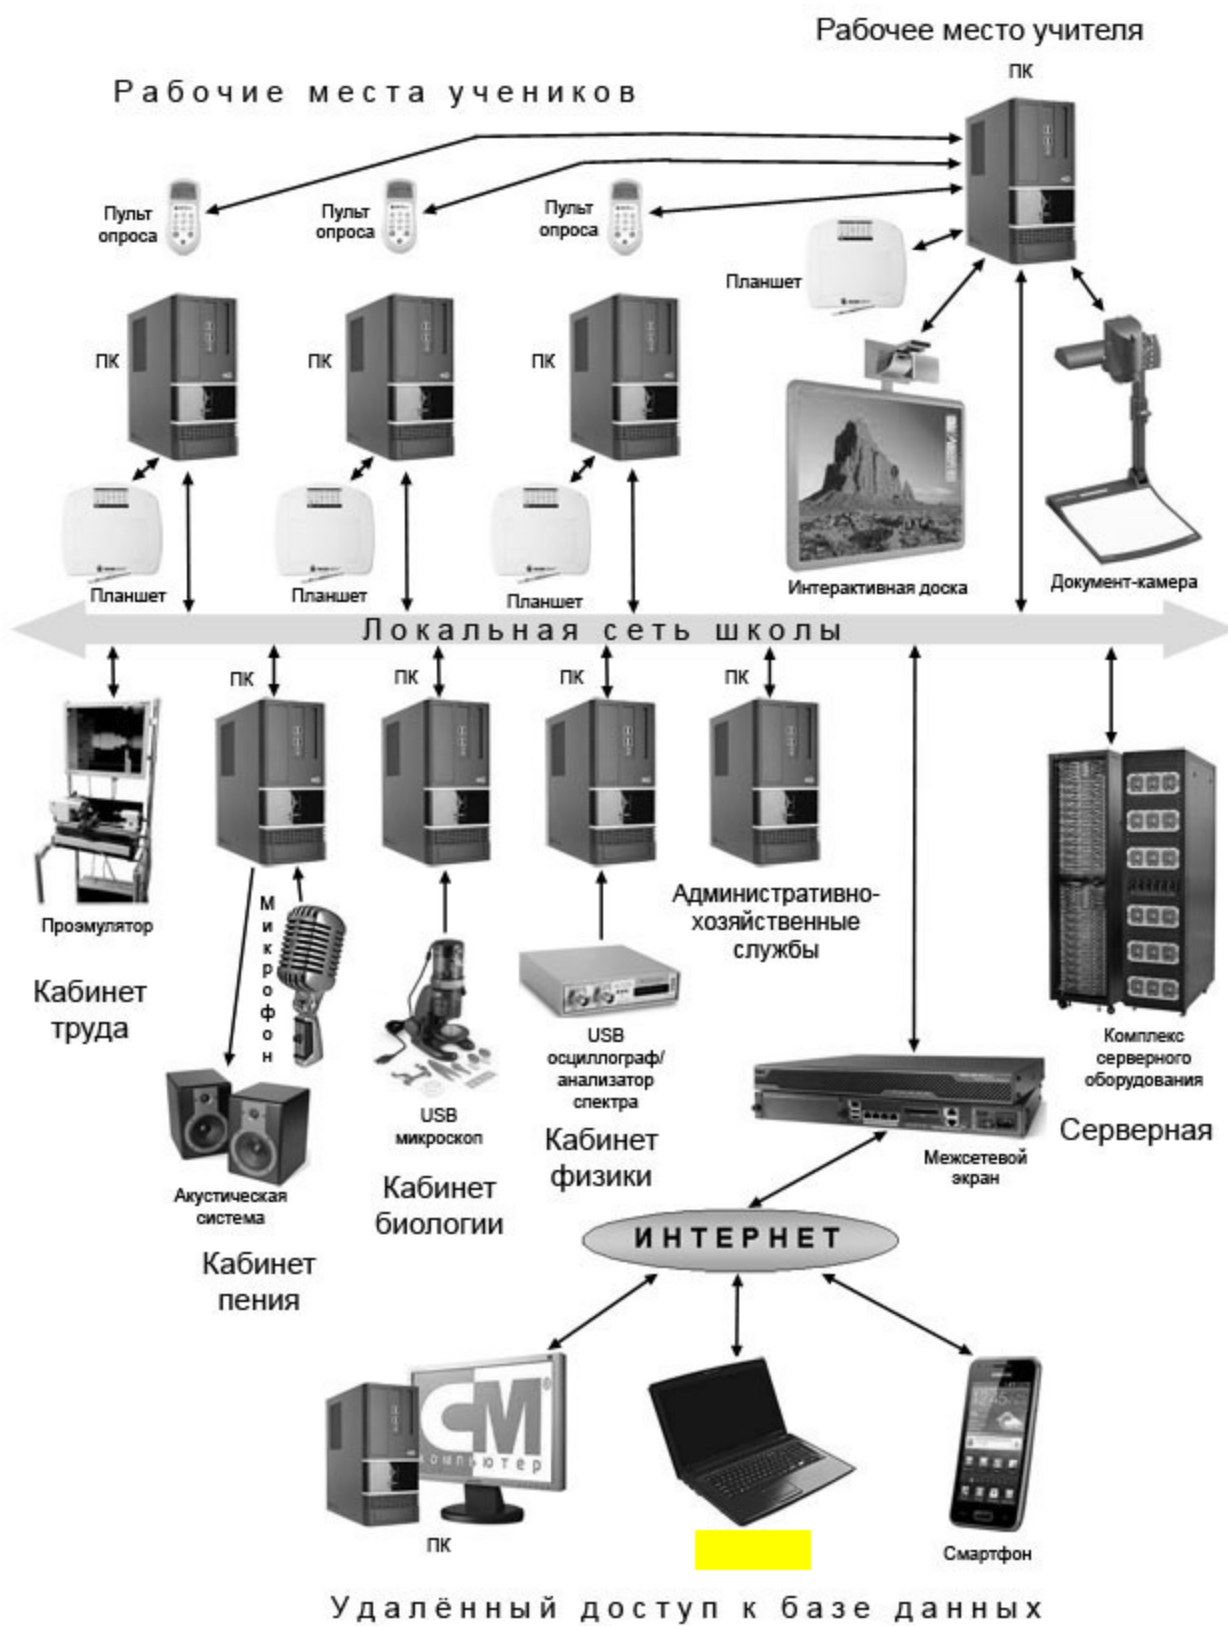 Рабочее место учителя
ПК
Рабочие места учеников
Пульт
опроса
Пульт
опроса
Пульт
опроса
Планшет
ПК
ПК
ПК
Интерактивная доска
Документ-камера
Планшет
Планшет
Планшет
Локальная сеть школы
ПК
ПК
ПК
ПК
Проэмулятор
Кабинет
труда
Микрофон
Акустическая
система
Кабинет
пения
USB
микроскоп
Кабинет
биологии
USB
осциллограф/
анализатор
спектра
Кабинет
физики
Административно-
хозяйственные
службы
Комплекс
серверного
оборудования
Серверная
Межсетевой
экран
ИНТЕРНЕТ
СМ
компьютер
ПК
Смартфон
Удалённый доступ к базе данных